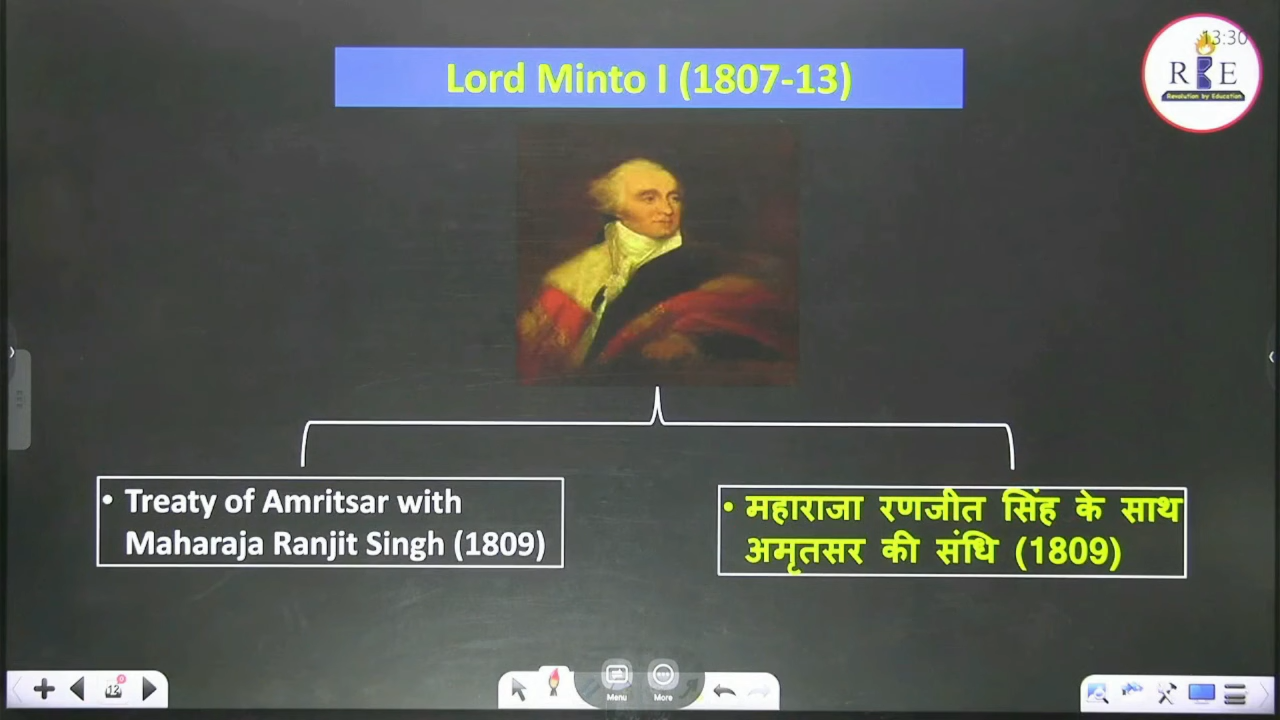 Lord Minto I (1807-13)
13:30
R E
Revolution by Education
• Treaty of Amritsar with
Maharaja Ranjit Singh (1809)
• महाराजा रणजीत सिंह के साथ
अमृतसर की संधि (1809)
12
Menu
More